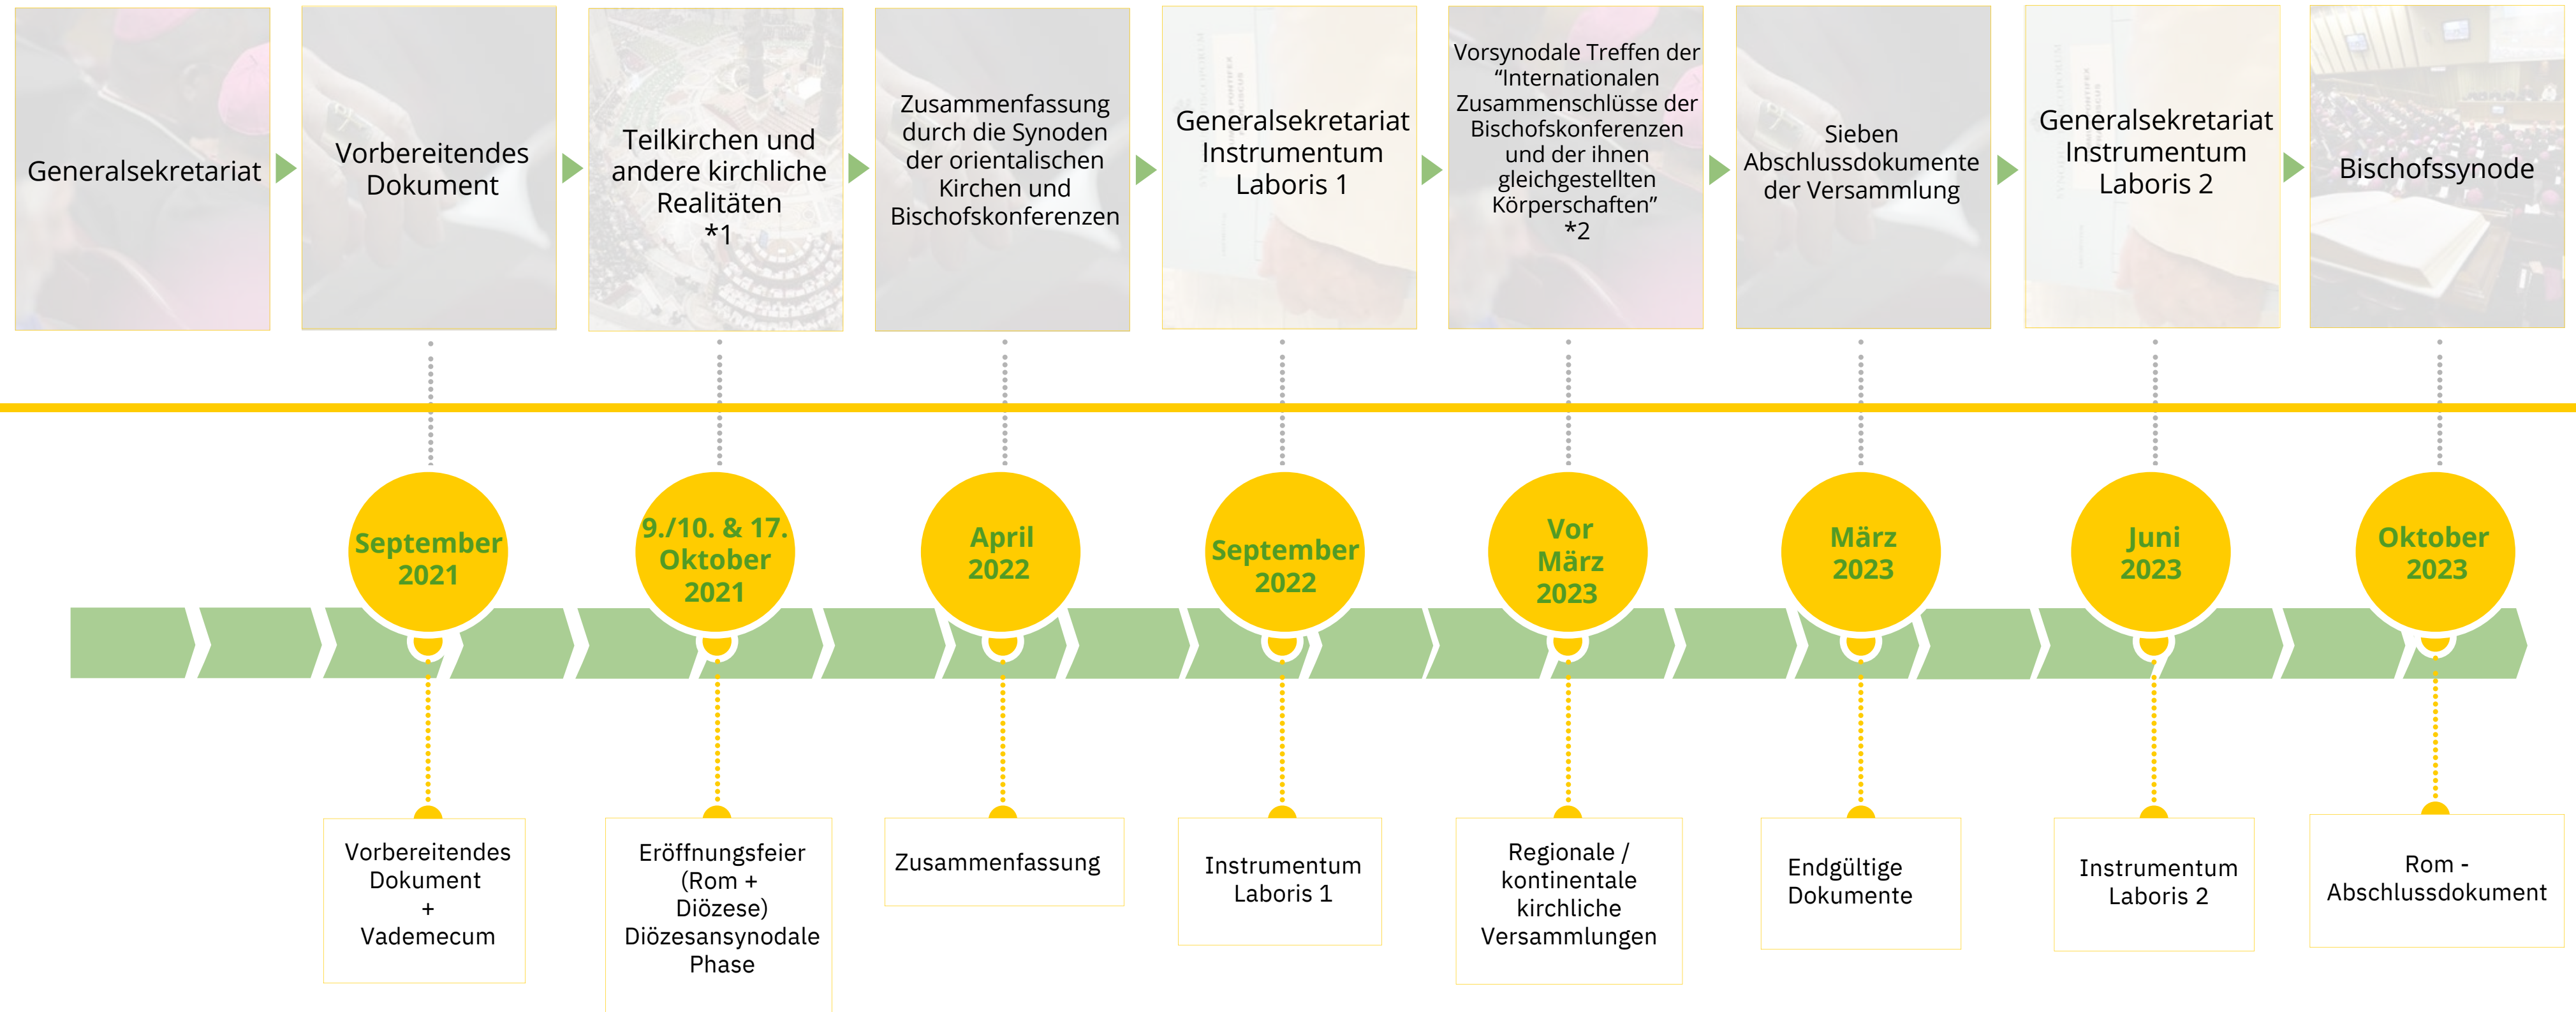 Generalsekretariat
Vorbereitendes
Dokument
Teilkirchen und
andere kirchliche
Realitäten
*1
Zusammenfassung
durch die Synoden
der orientalischen
Kirchen und
Bischofskonferenzen
Generalsekretariat
Instrumentum
Laboris 1
Vorsynodale Treffen der
“Internationalen
Zusammenschlüsse der
Bischofskonferenzen
und der ihnen
gleichgestellten
Körperschaften”
*2
Sieben
Abschlussdokumente
der Versammlung
Generalsekretariat
Instrumentum
Laboris 2
Bischofssynode
September
2021
9./10. & 17.
Oktober
2021
April
2022
September
2022
Vor
März
2023
März
2023
Juni
2023
Oktober
2023
Vorbereitendes
Dokument
+
Vademecum
Eröffnungsfeier
(Rom +
Diözese)
Diözesansynodale
Phase
Zusammenfassung
Instrumentum
Laboris 1
Regionale /
kontinentale
kirchliche
Versammlungen
Endgültige
Dokumente
Instrumentum
Laboris 2
Rom -
Abschlussdokument